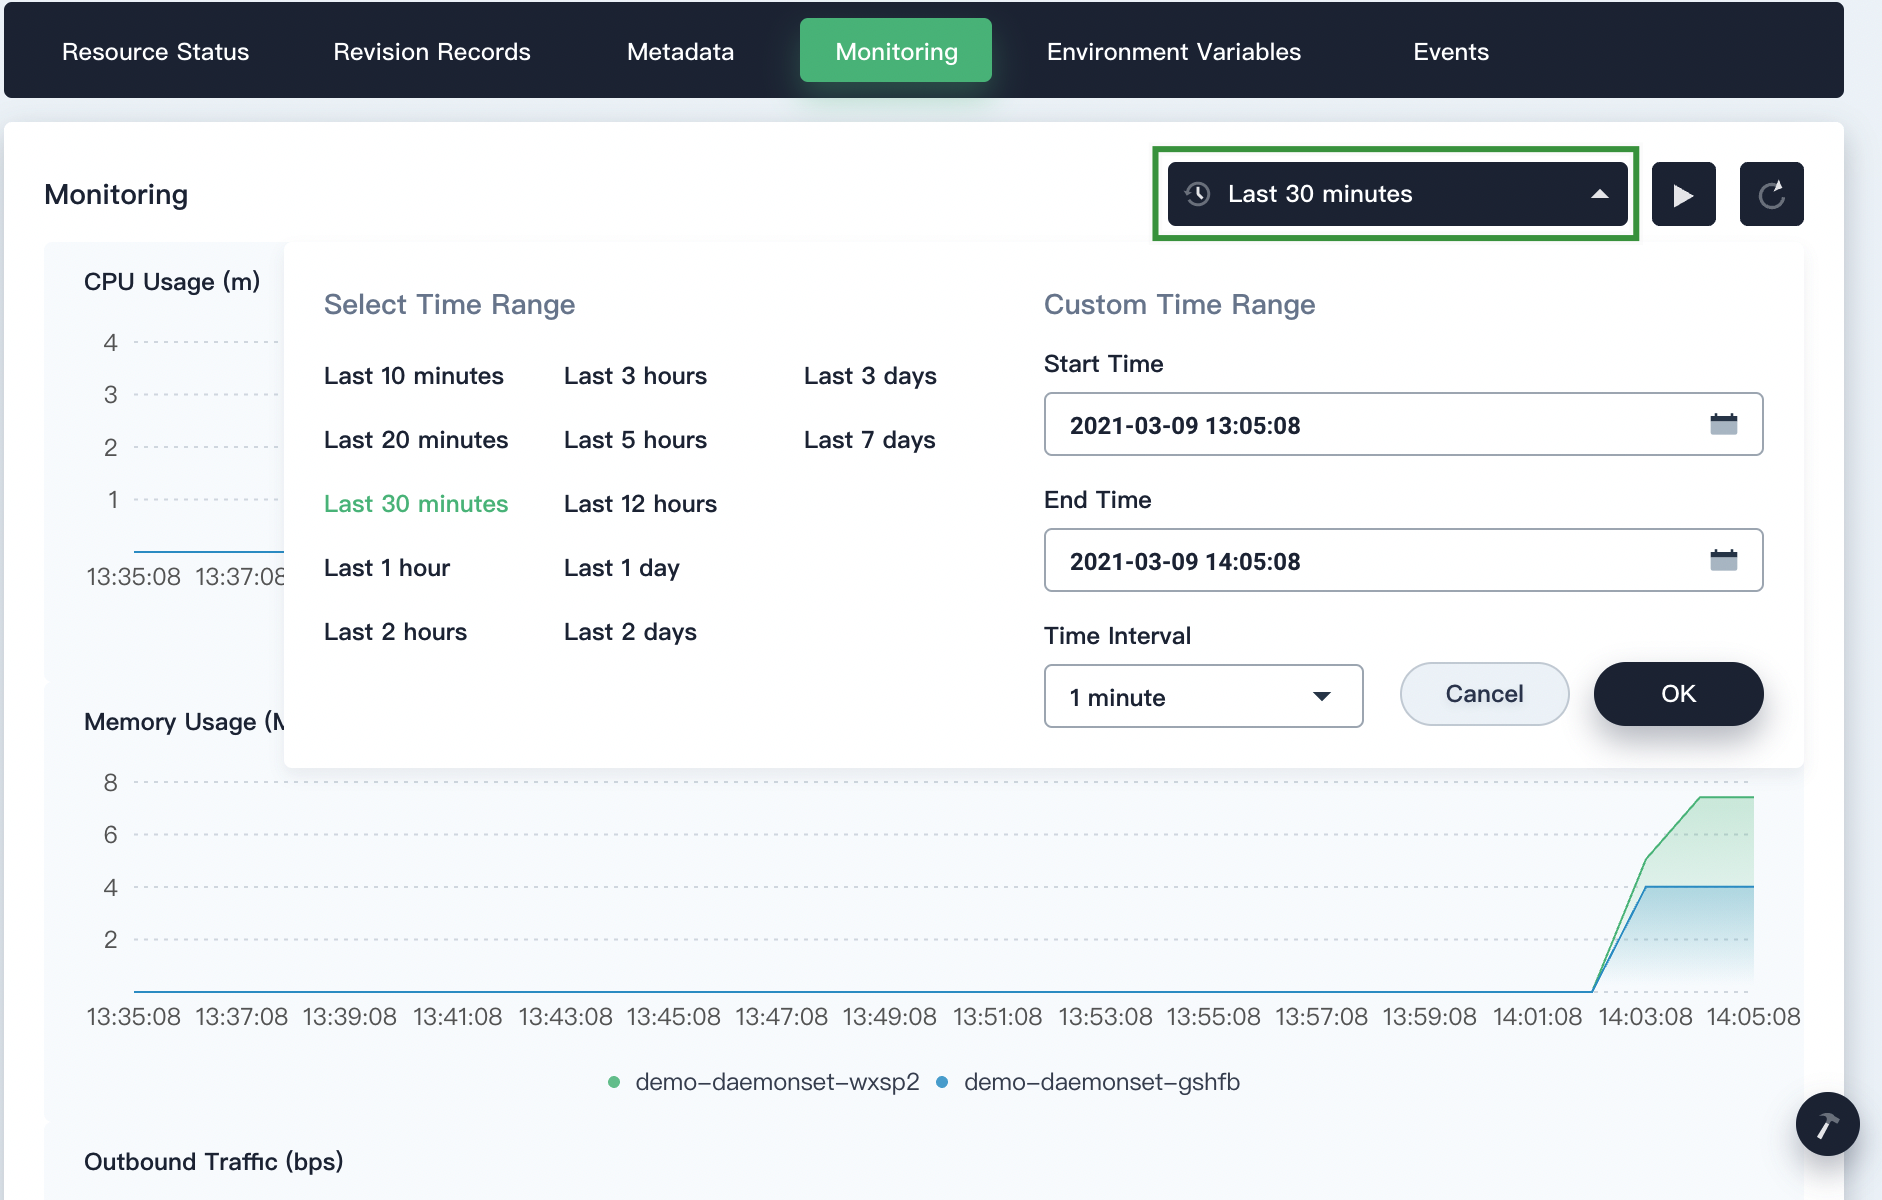 Resource Status Revision Records Metadata Monitoring Environment Variables Events
Monitoring
Last 30 minutes
CPU Usage (m)
4
3
2
1
13:35:08 13:37:08
Select Time Range
Last 10 minutes Last 3 hours Last 3 days
Last 20 minutes Last 5 hours Last 7 days
Last 30 minutes Last 12 hours
Last 1 hour Last 1 day
Last 2 hours Last 2 days
Custom Time Range
Start Time
2021-03-09 13:05:08
End Time
2021-03-09 14:05:08
Time Interval
1 minute Cancel OK
Memory Usage (
8
6
4
2
13:35:08 13:37:08 13:39:08 13:41:08 13:43:08 13:45:08 13:47:08 13:49:08 13:51:08 13:53:08 13:55:08 13:57:08 13:59:08 14:01:08 14:03:08 14:05:08
demo-daemonset-wxsp2 demo-daemonset-gshfb
Outbound Traffic (bps)